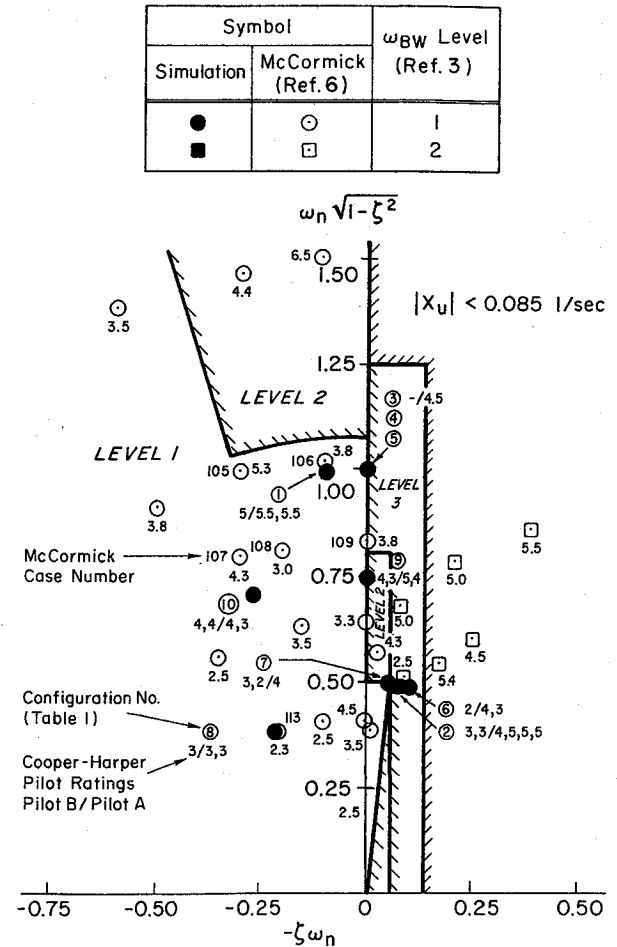 Symbol
ω_BW Level
(Ref. 3)
Simulation
McCormick
(Ref. 6)
1
2
ω_n √1-ζ²
6.5
1.50
4.4
|X_u| < 0.085 1/sec
3.5
1.25
LEVEL 2
③ -/4.5
④
⑤
LEVEL 1
3.8
106
105 5.3
LEVEL
3
① 1.00
5/5.5,5.5
3.8
109 3.8
5.5
McCormick
Case Number
108
107
3.0
4.3
⑨
0.75
4,3/5,4
5.0
⑩
4,4/4,3
LEVEL 2
5.0
3.3
3.5
4.3
4.5
2.5
⑦
3,2/4
2.5
5.4
0.50
Configuration No.
(Table 1)
⑧
3/3,3
113
2.3
2.5
4.5
3.5
⑥ 2/4,3
② 3,3/4,5,5,5
Cooper-Harper
Pilot Ratings
Pilot B/Pilot A
0.25
2.5
-0.75 -0.50 -0.25 0 0.25 0.50
-ζω_n